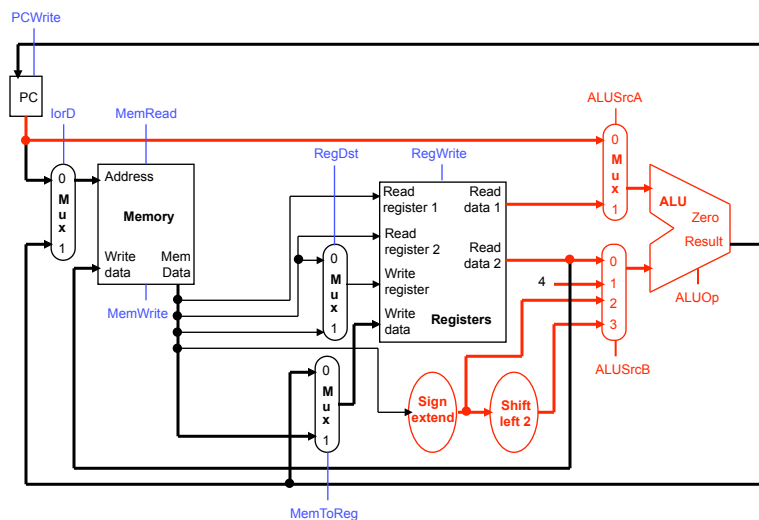 PCWrite
PC
IorD
MemRead
ALUSrcA
RegDst
RegWrite
0
M
u
x
1
Address
Memory
Write
data
Mem
Data
MemWrite
0
M
u
x
1
Read
register 1
Read
data 1
Read
register 2
Read
data 2
Write
register
Write
data
Registers
0
M
u
x
1
ALU
Zero
Result
ALUOp
4
0
1
2
3
ALUSrcB
0
M
u
x
1
MemToReg
Sign
extend
Shift
left 2